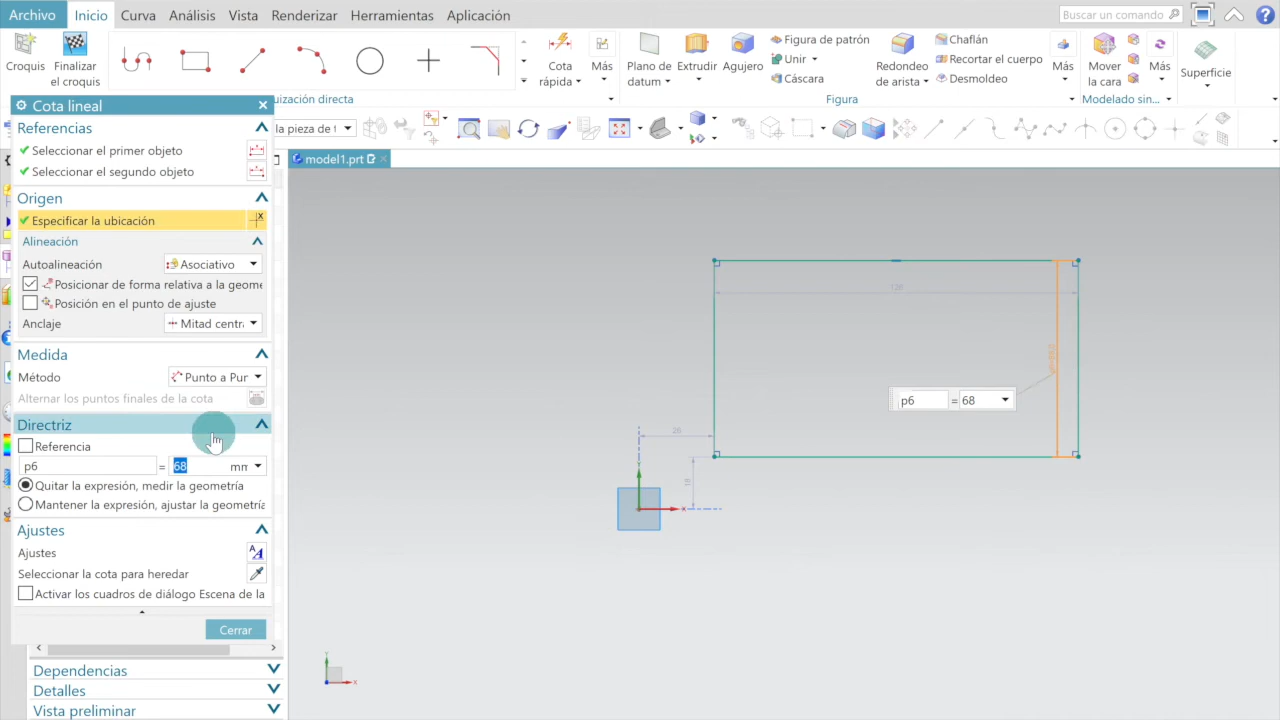 Archivo Inicio Curva Análisis Vista Renderizar Herramientas Aplicación
Buscar un comando
Croquis
Finalizar
el croquis
Cota
rápida
Más
Plano de
datum
Extrudir
Agujero
Figura de patrón
Unir
Cáscara
Redondeo
de arista
Chaflán
Recortar el cuerpo
Desmoldeo
Más
Mover
la cara
Más
Superficie
uización directa
Figura
Modelado sin...
la pieza de t
model1.prt
Cota lineal
Referencias
Seleccionar el primer objeto
Seleccionar el segundo objeto
Origen
Especificar la ubicación
Alineación
Autoalineación Asociativo
Posicionar de forma relativa a la geome
Posición en el punto de ajuste
Anclaje Mitad centr
Medida
Método Punto a Pur
Alternar los puntos finales de la cota
Directriz
Referencia
p6 = 68 mm
Quitar la expresión, medir la geometría
Mantener la expresión, ajustar la geometría
Ajustes
Ajustes
Seleccionar la cota para heredar
Activar los cuadros de diálogo Escena de la
Cerrar
Dependencias
Detalles
Vista preliminar
128
p6 = 68
26
18
X
Y
X